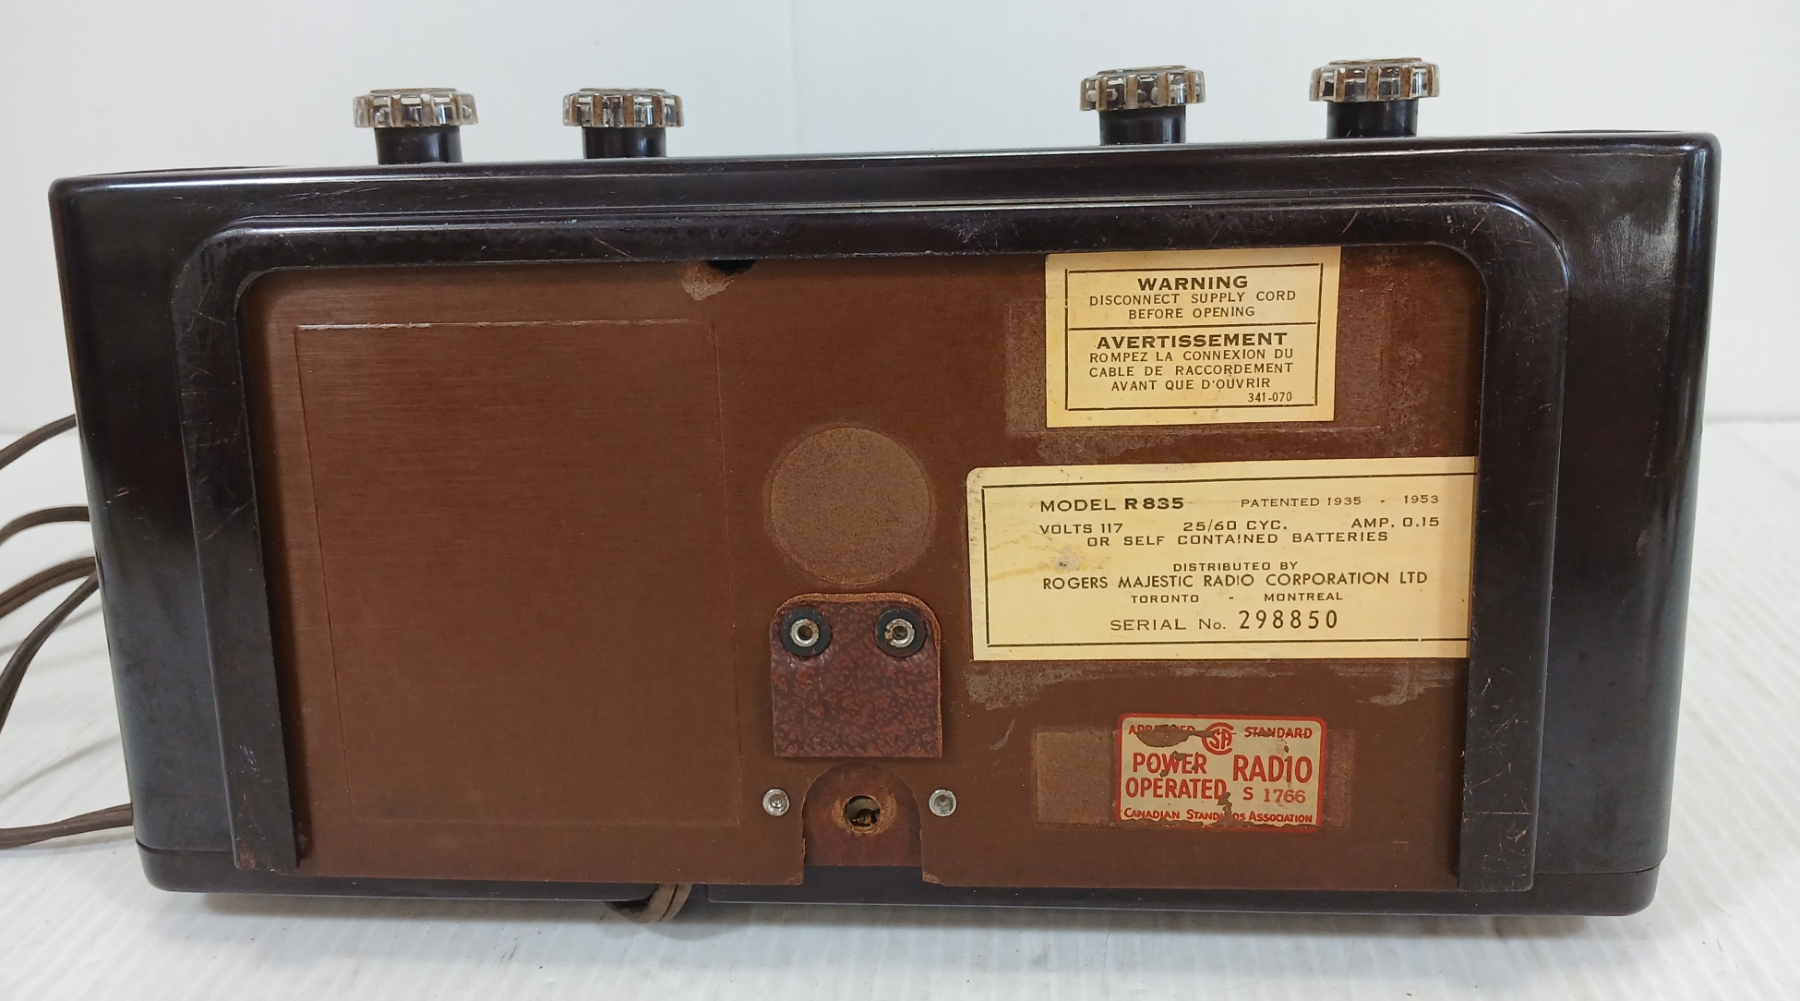 WARNING
DISCONNECT SUPPLY CORD
BEFORE OPENING
AVERTISSEMENT
ROMPEZ LA CONNEXION DU
CABLE DE RACCORDEMENT
AVANT QUE D'OUVRIR
341-070
MODEL R835 PATENTED 1935 - 1953
VOLTS 117 25/60 CYC. AMP. 0.15
OR SELF CONTAINED BATTERIES
DISTRIBUTED BY
ROGERS MAJESTIC RADIO CORPORATION LTD
TORONTO - MONTREAL
SERIAL No. 298850
SA STANDARD
POWER RADIO
OPERATED S 1766
CANADIAN STANDARDS ASSOCIATION